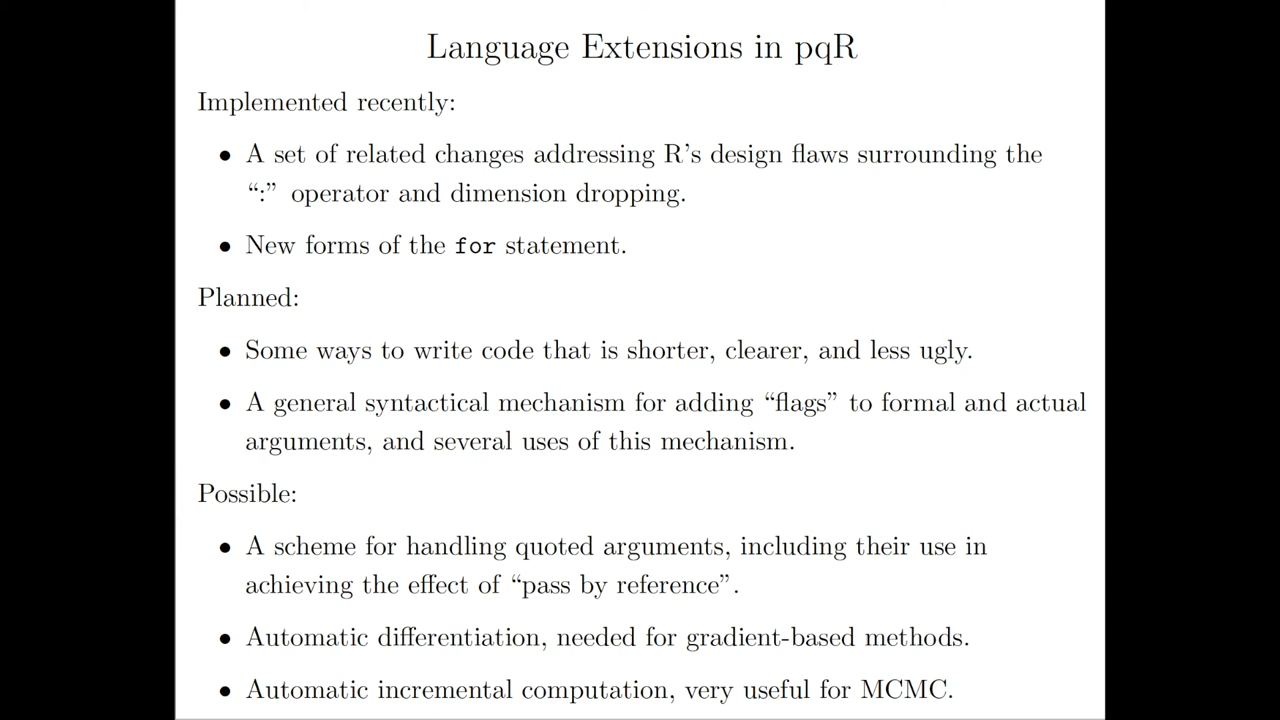 Language Extensions in pqR
Implemented recently:
• A set of related changes addressing R’s design flaws surrounding the
“:” operator and dimension dropping.
• New forms of the for statement.
Planned:
• Some ways to write code that is shorter, clearer, and less ugly.
• A general syntactical mechanism for adding “flags” to formal and actual
arguments, and several uses of this mechanism.
Possible:
• A scheme for handling quoted arguments, including their use in
achieving the effect of “pass by reference”.
• Automatic differentiation, needed for gradient-based methods.
• Automatic incremental computation, very useful for MCMC.